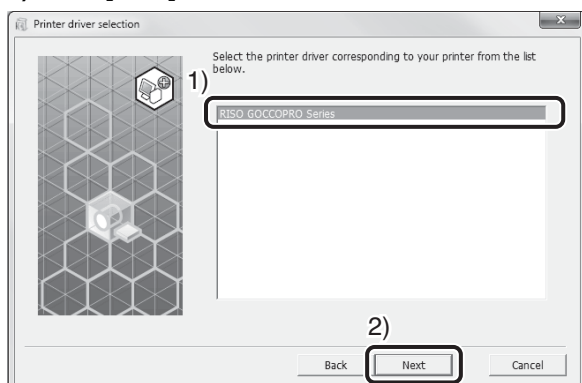 Printer driver selection
Select the printer driver corresponding to your printer from the list
below.
1)
RISO GOCCOPRO Series
2)
Back
Next
Cancel